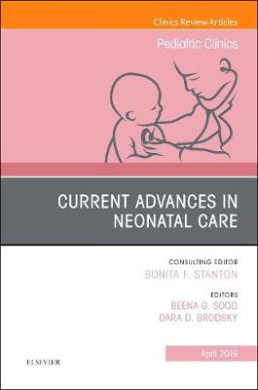 Clinics Review Articles
Pediatric Clinics
CURRENT ADVANCES IN
NEONATAL CARE
CONSULTING EDITOR
BONITA F. STANTON
EDITORS
BEENA G. SOOD
DARA D. BRODSKY
ELSEVIER
April 2019